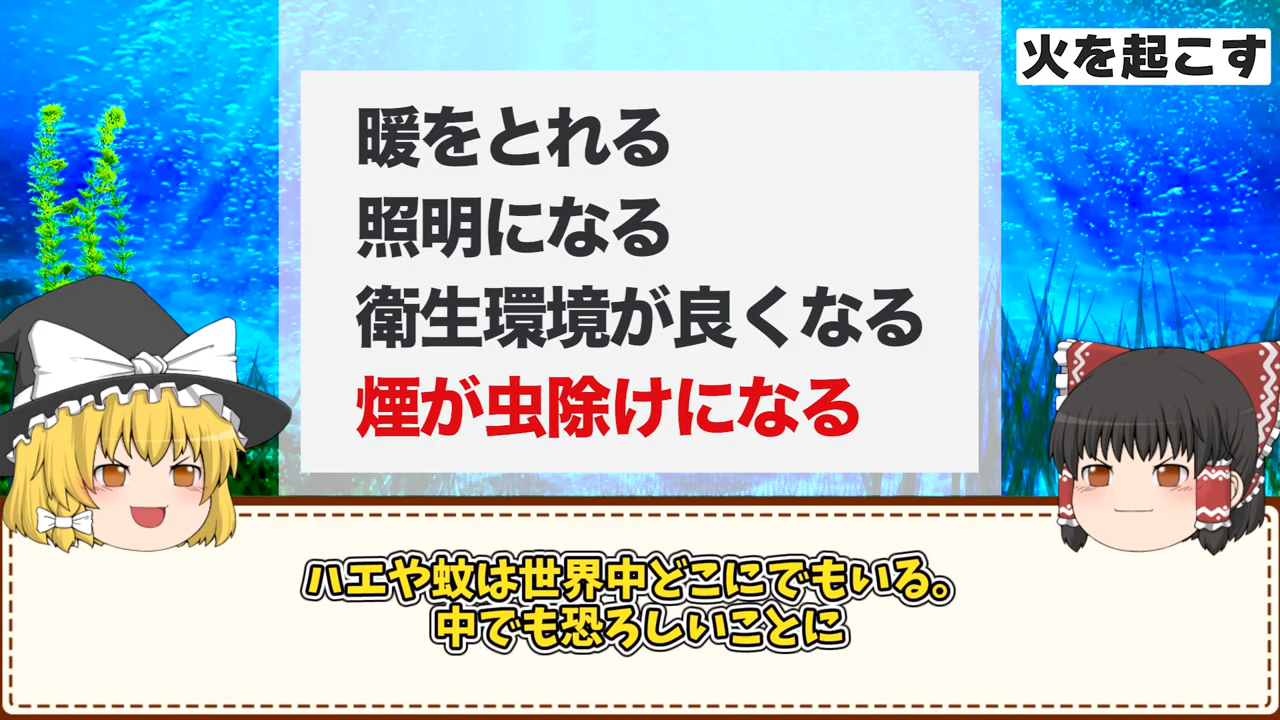 火を起こす
暖をとれる
照明になる
衛生環境が良くなる
煙が虫除けになる
ハエや蚊は世界中どこにでもいる。
中でも恐ろしいことに